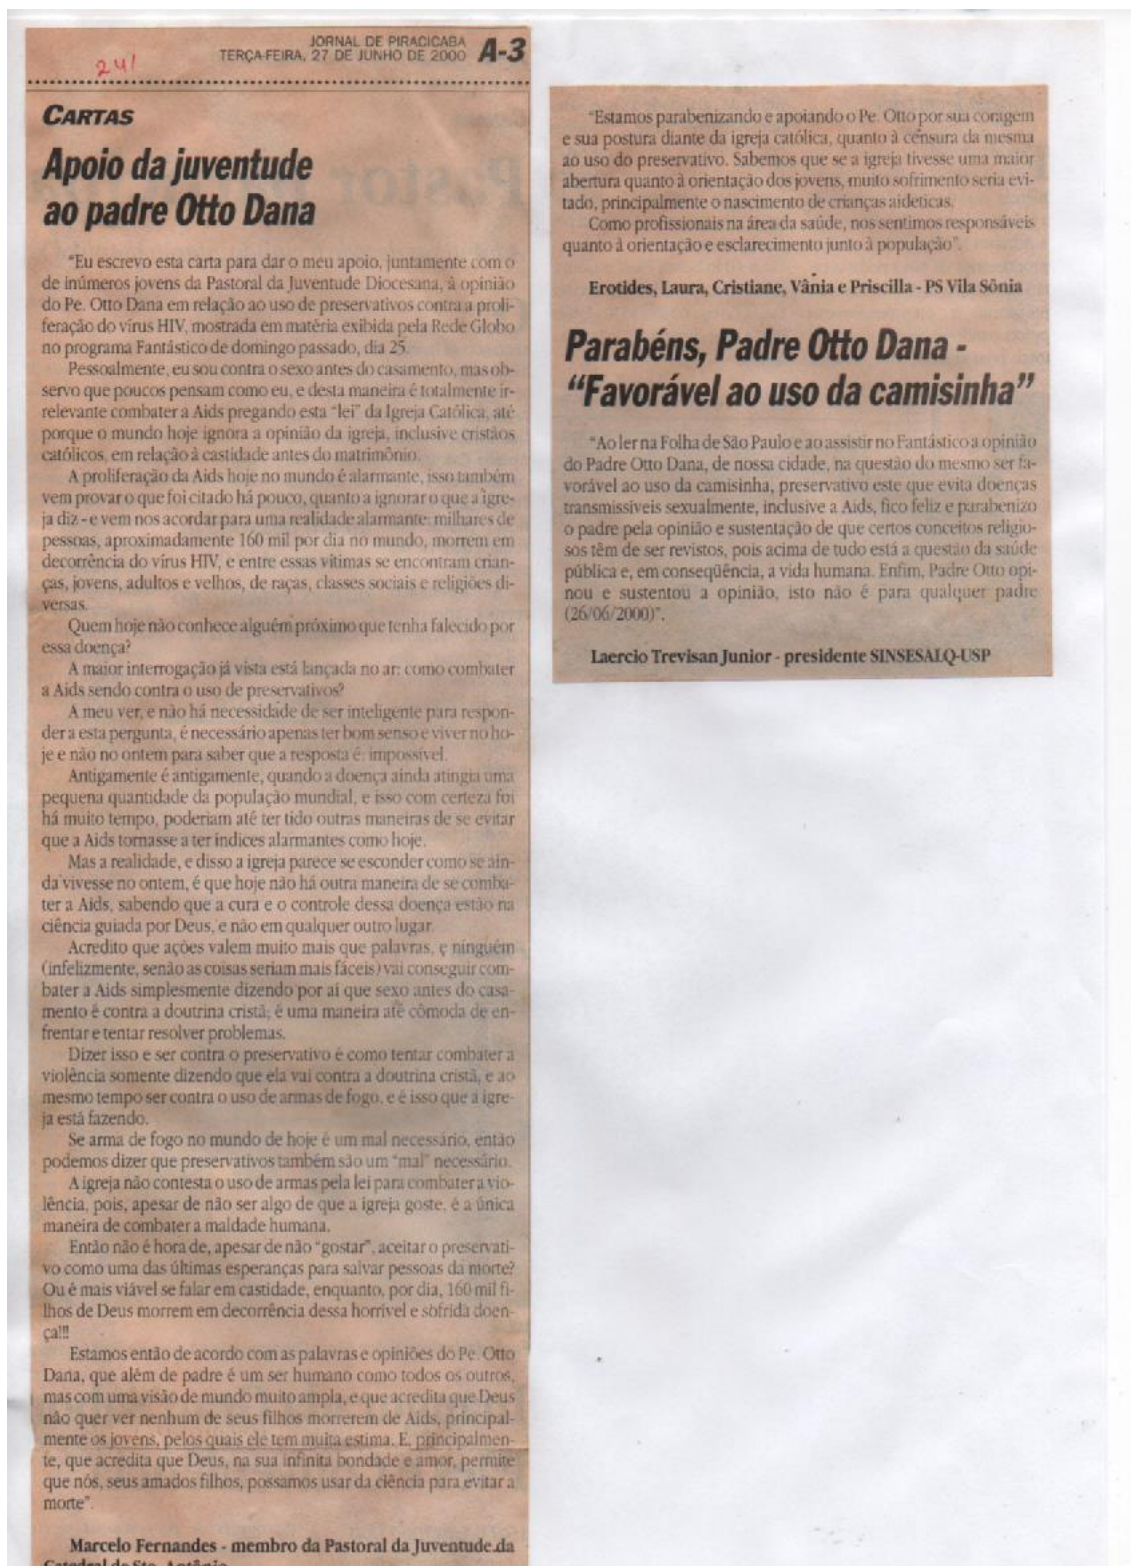 JORNAL DE PIRACICABA
TERÇA-FEIRA, 27 DE JUNHO DE 2000 A-3
241
CARTAS
Apoio da juventude
ao padre Otto Dana
“Eu escrevo esta carta para dar o meu apoio, juntamente com o
de inúmeros jovens da Pastoral da Juventude Diocesana, à opinião
do Pe. Otto Dana em relação ao uso de preservativos contra a proli-
feração do vírus HIV, mostrada em matéria exibida pela Rede Globo
no programa Fantástico de domingo passado, dia 25.
Pessoalmente, eu sou contra o sexo antes do casamento, mas ob-
servo que poucos pensam como eu, e desta maneira é totalmente ir-
relevante combater a Aids pregando esta “lei” da Igreja Católica, até
porque o mundo hoje ignora a opinião da igreja, inclusive cristãos
católicos, em relação à castidade antes do matrimônio.
A proliferação da Aids hoje no mundo é alarmante, isso também
vem provar o que foi citado há pouco, quanto a ignorar o que a igre-
ja diz - e vem nos acordar para uma realidade alarmante: milhares de
pessoas, aproximadamente 160 mil por dia no mundo, morrem em
decorrência do vírus HIV, e entre essas vítimas se encontram crian-
ças, jovens, adultos e velhos, de raças, classes sociais e religiões di-
versas.
Quem hoje não conhece alguém próximo que tenha falecido por
essa doença?
A maior interrogação já vista está lançada no ar: como combater
a Aids sendo contra o uso de preservativos?
A meu ver, e não há necessidade de ser inteligente para respon-
der a esta pergunta, é necessário apenas ter bom senso e viver no ho-
je e não no ontem para saber que a resposta é: impossível.
Antigamente é antigamente, quando a doença ainda atingia uma
pequena quantidade da população mundial, e isso com certeza foi
há muito tempo, poderiam até ter tido outras maneiras de se evitar
que a Aids tornasse a ter índices alarmantes como hoje.
Mas a realidade, e disso a igreja parece se esconder como se ain-
da vivesse no ontem, é que hoje não há outra maneira de se comba-
ter a Aids, sabendo que a cura e o controle dessa doença estão na
ciência guiada por Deus, e não em qualquer outro lugar.
Acredito que ações valem muito mais que palavras, e ninguém
(infelizmente, senão as coisas seriam mais fáceis) vai conseguir com-
bater a Aids simplesmente dizendo por aí que sexo antes do casa-
mento é contra a doutrina cristã; é uma maneira até cômoda de en-
frentar e tentar resolver problemas.
Dizer isso e ser contra o preservativo é como tentar combater a
violência somente dizendo que ela vai contra a doutrina cristã, e ao
mesmo tempo ser contra o uso de armas de fogo, e é isso que a igre-
ja está fazendo.
Se arma de fogo no mundo de hoje é um mal necessário, então
podemos dizer que preservativos também são um “mal” necessário.
A igreja não contesta o uso de armas pela lei para combater a vio-
lência, pois, apesar de não ser algo de que a igreja goste, é a única
maneira de combater a maldade humana.
Então não é hora de, apesar de não “gostar”, aceitar o preservati-
vo como uma das últimas esperanças para salvar pessoas da morte?
Ou é mais viável se falar em castidade, enquanto, por dia, 160 mil fi-
lhos de Deus morrem em decorrência dessa horrível e sofrida doen-
ça!!!
Estamos então de acordo com as palavras e opiniões do Pe. Otto
Dana, que além de padre é um ser humano como todos os outros,
mas com uma visão de mundo muito ampla, e que acredita que Deus
não quer ver nenhum de seus filhos morrerem de Aids, principal-
mente os jovens, pelos quais ele tem muita estima. E, principalmen-
te, que acredita que Deus, na sua infinita bondade e amor, permite
que nós, seus amados filhos, possamos usar da ciência para evitar a
morte”.
Marcelo Fernandes - membro da Pastoral da Juventude da
Catedral de Sto. Antônio
“Estamos parabenizando e apoiando o Pe. Otto por sua coragem
e sua postura diante da igreja católica, quanto à censura da mesma
ao uso do preservativo. Sabemos que se a igreja tivesse uma maior
abertura quanto à orientação dos jovens, muito sofrimento seria evi-
tado, principalmente o nascimento de crianças aidéticas.
Como profissionais na área da saúde, nos sentimos responsáveis
quanto à orientação e esclarecimento junto à população”.
Erotides, Laura, Cristiane, Vânia e Priscilla - PS Vila Sônia
Parabéns, Padre Otto Dana -
“Favorável ao uso da camisinha”
“Ao ler na Folha de São Paulo e ao assistir no Fantástico a opinião
do Padre Otto Dana, de nossa cidade, na questão do mesmo ser fa-
vorável ao uso da camisinha, preservativo este que evita doenças
transmissíveis sexualmente, inclusive a Aids, fico feliz e parabenizo
o padre pela opinião e sustentação de que certos conceitos religio-
sos têm de ser revistos, pois acima de tudo está a questão da saúde
pública e, em conseqüência, a vida humana. Enfim, Padre Otto opi-
nou e sustentou a opinião, isto não é para qualquer padre
(26/06/2000)”.
Laercio Trevisan Junior - presidente SINSESALQ-USP